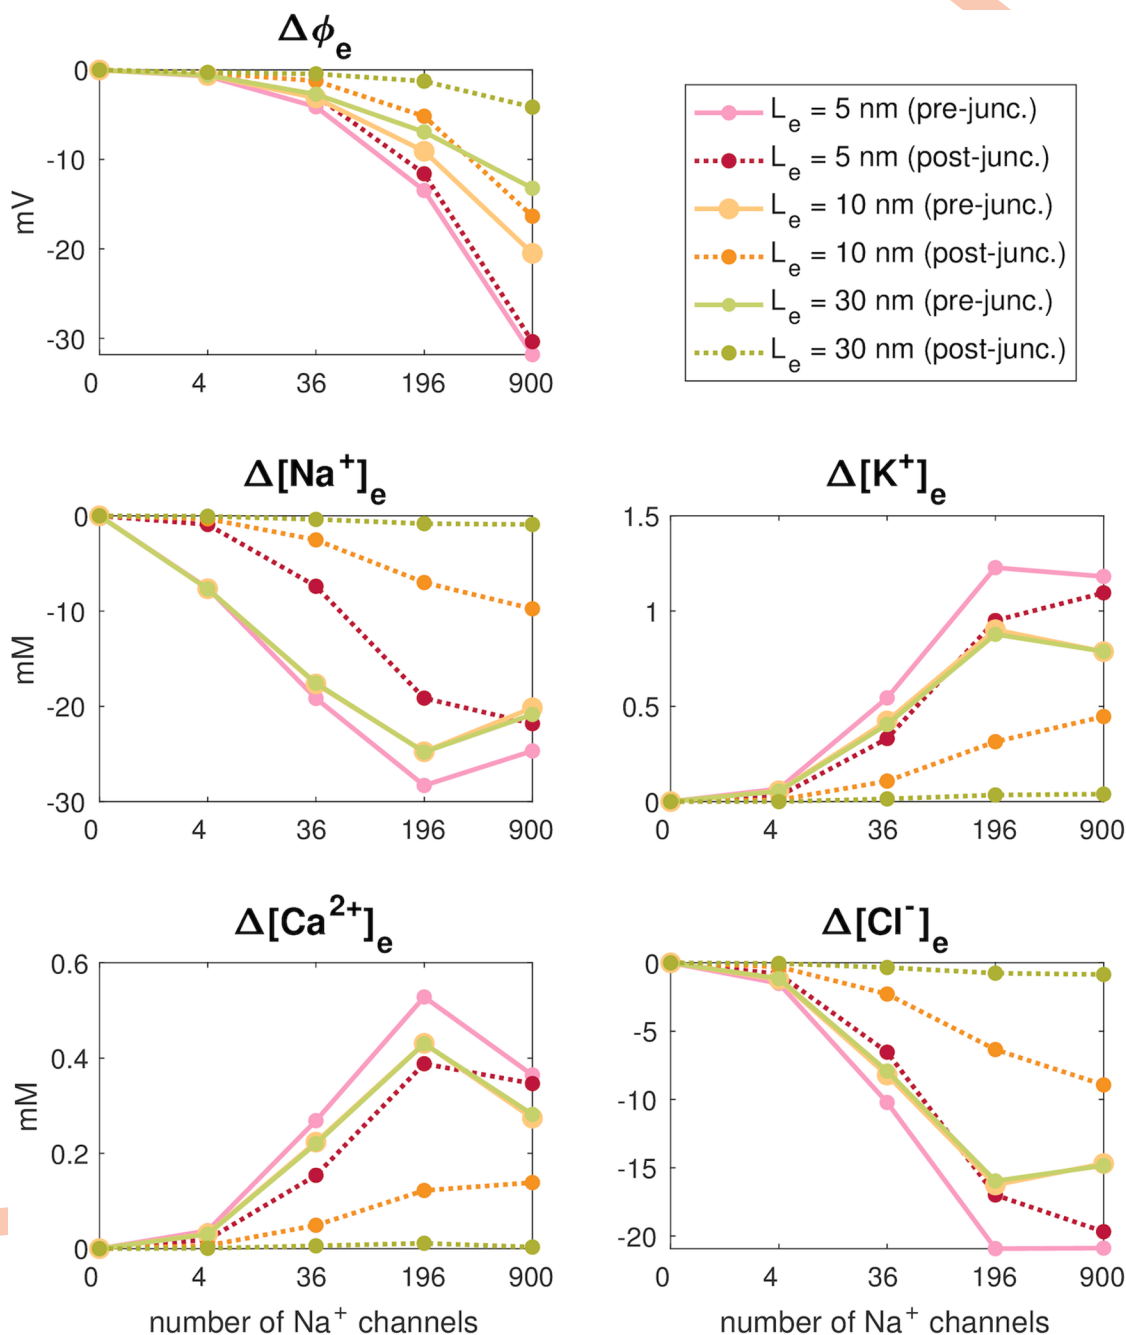 Δϕe
0
-10
-20
-30
mV
0 4 36 196 900
Le = 5 nm (pre-junc.)
Le = 5 nm (post-junc.)
Le = 10 nm (pre-junc.)
Le = 10 nm (post-junc.)
Le = 30 nm (pre-junc.)
Le = 30 nm (post-junc.)
Δ[Na+]e
0
-10
-20
-30
mM
0 4 36 196 900
Δ[K+]e
1.5
1
0.5
0
0 4 36 196 900
Δ[Ca2+]e
0.6
0.4
0.2
0
mM
0 4 36 196 900
number of Na+ channels
Δ[Cl-]e
0
-5
-10
-15
-20
0 4 36 196 900
number of Na+ channels